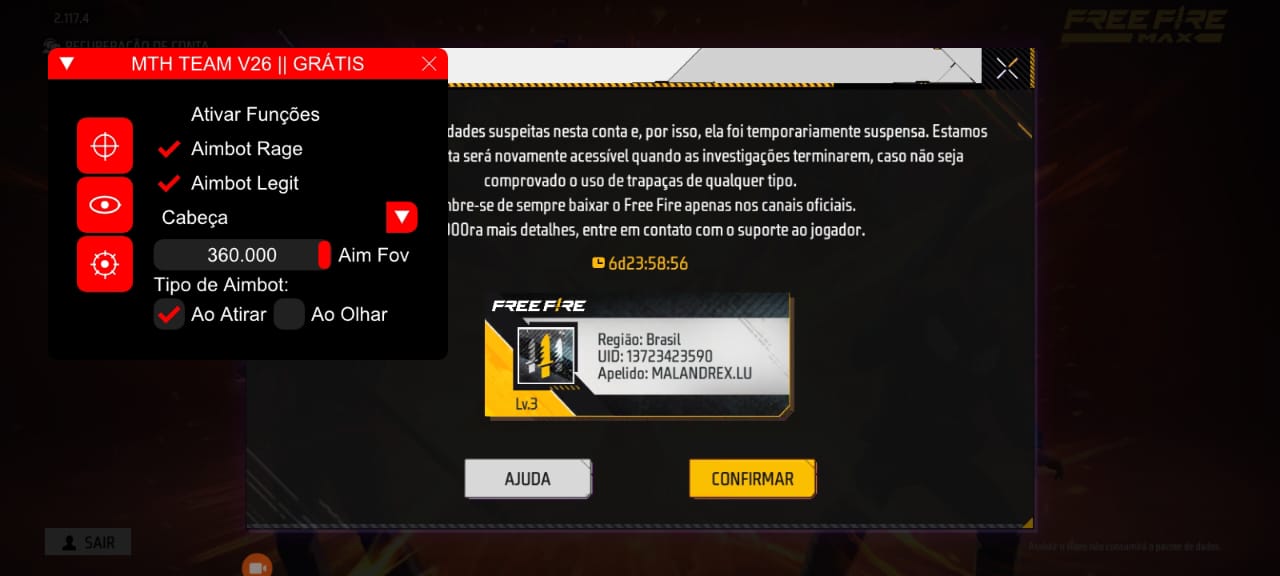 2.117.4
FREE FIRE
MAX
RECUPERAÇÃO DE CONTA
MTH TEAM V26 || GRÁTIS
Ativar Funções
Aimbot Rage
Aimbot Legit
Cabeça
360.000 Aim Fov
Tipo de Aimbot:
Ao Atirar Ao Olhar
dades suspeitas nesta conta e, por isso, ela foi temporariamente suspensa. Estamos
ta será novamente acessível quando as investigações terminarem, caso não seja
comprovado o uso de trapaças de qualquer tipo.
bre-se de sempre baixar o Free Fire apenas nos canais oficiais.
00ra mais detalhes, entre em contato com o suporte ao jogador.
6d23:58:56
FREE FIRE
Região: Brasil
UID: 13723423590
Apelido: MALANDREX.LU
Lv.3
AJUDA
CONFIRMAR
SAIR